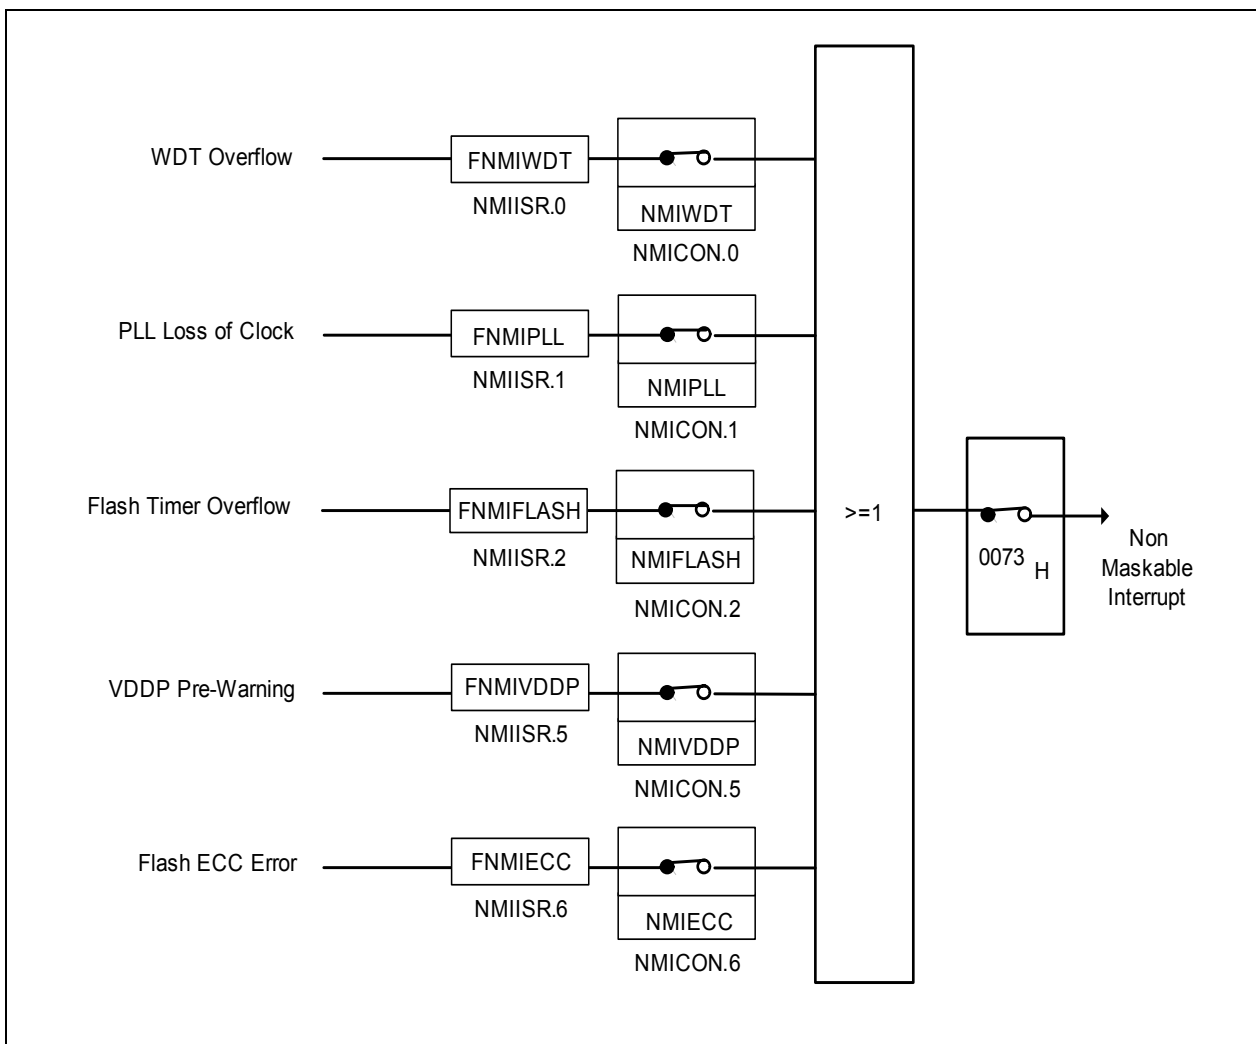 WDT Overflow
FNMIWDT
NMIISR.0
NMIWDT
NMICON.0
PLL Loss of Clock
FNMIPLL
NMIISR.1
NMIPLL
NMICON.1
Flash Timer Overflow
FNMIFLASH
NMIISR.2
NMIFLASH
NMICON.2
VDDP Pre-Warning
FNMIVDDP
NMIISR.5
NMIVDDP
NMICON.5
Flash ECC Error
FNMIECC
NMIISR.6
NMIECC
NMICON.6
>=1
0073 H
Non
Maskable
Interrupt